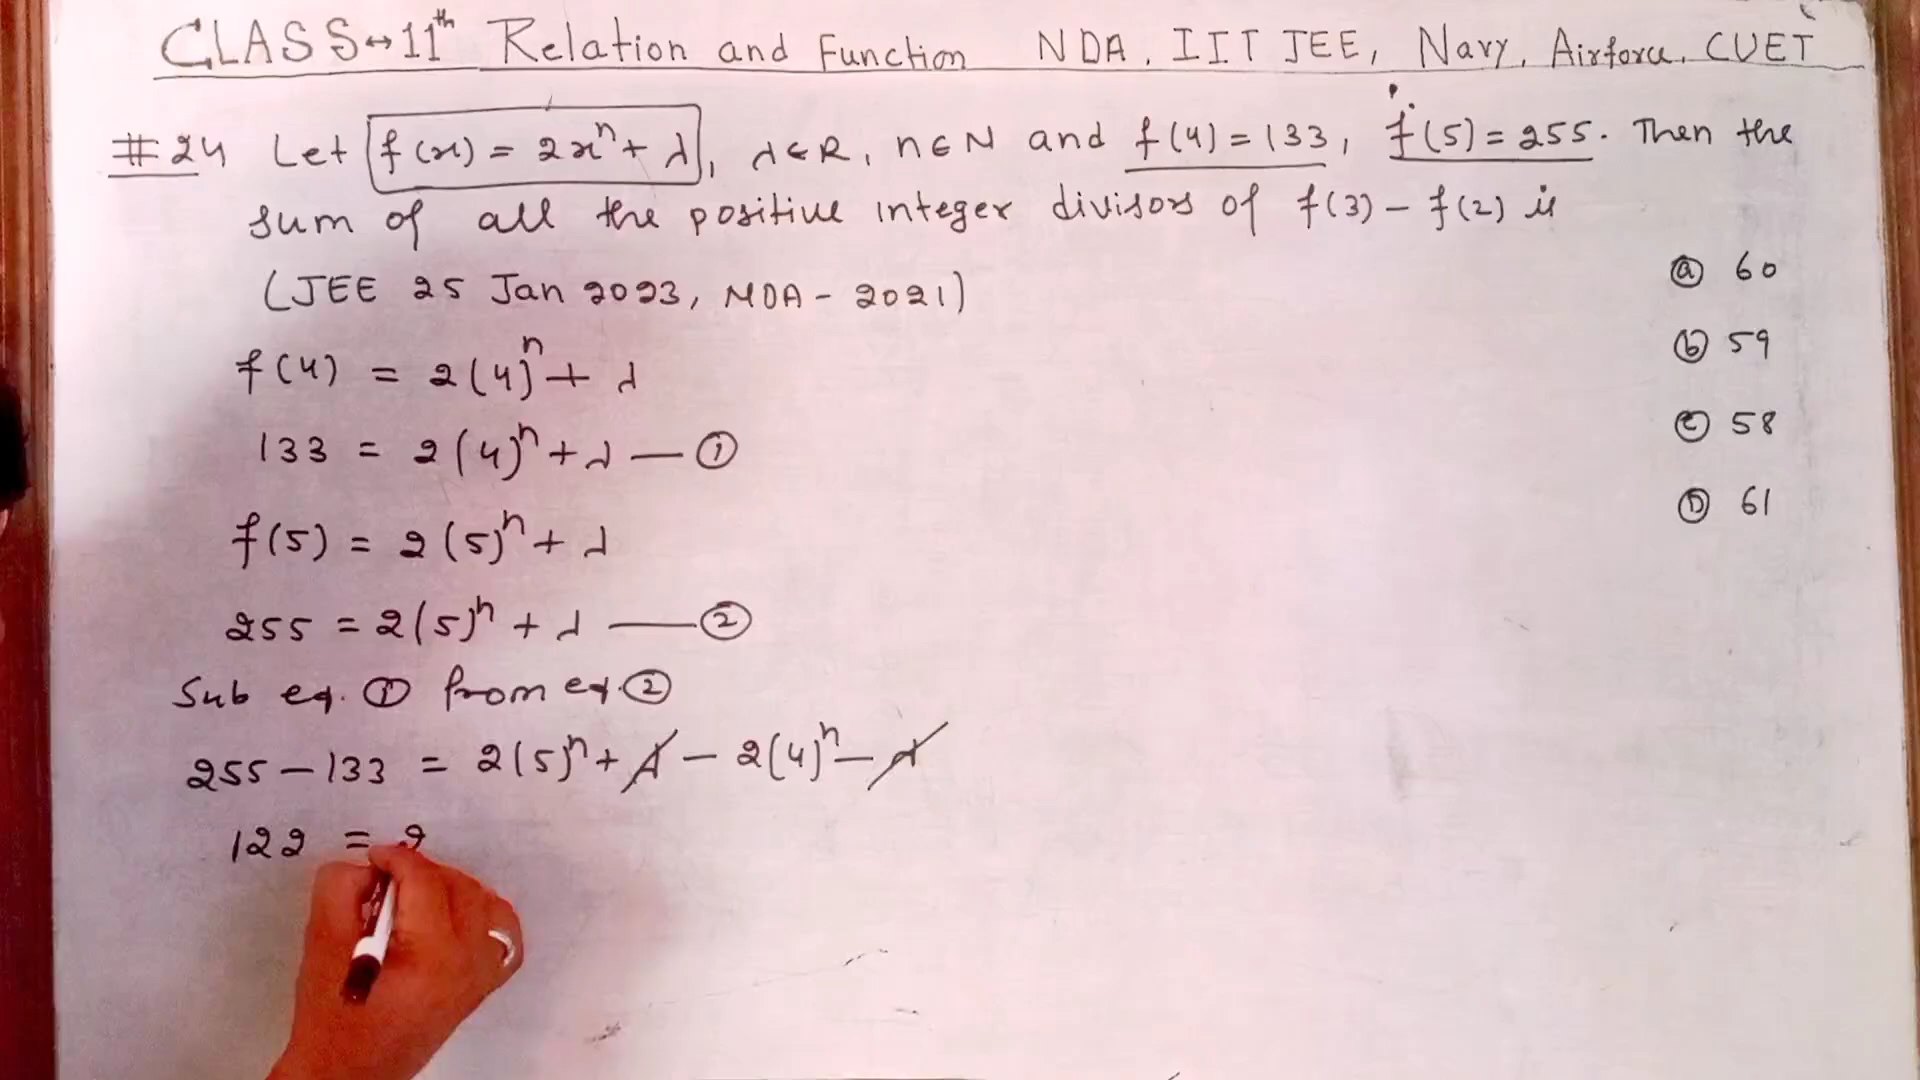 CLASS ↔ 11th Relation and Function NDA, IIT JEE, Navy, Airforce, CUET
#24 Let f(x) = 2xⁿ + λ, λ∈R, n∈N and f(4) = 133, f(5) = 255. Then the
sum of all the positive integer divisors of f(3) – f(2) is
(JEE 25 Jan 2023, NDA – 2021)
ⓐ 60
ⓑ 59
ⓒ 58
Ⓓ 61
f(4) = 2(4)ⁿ + λ
133 = 2(4)ⁿ + λ — ①
f(5) = 2(5)ⁿ + λ
255 = 2(5)ⁿ + λ — ②
Sub eq. ① from eq. ②
255 – 133 = 2(5)ⁿ + λ – 2(4)ⁿ – λ
122 = 2